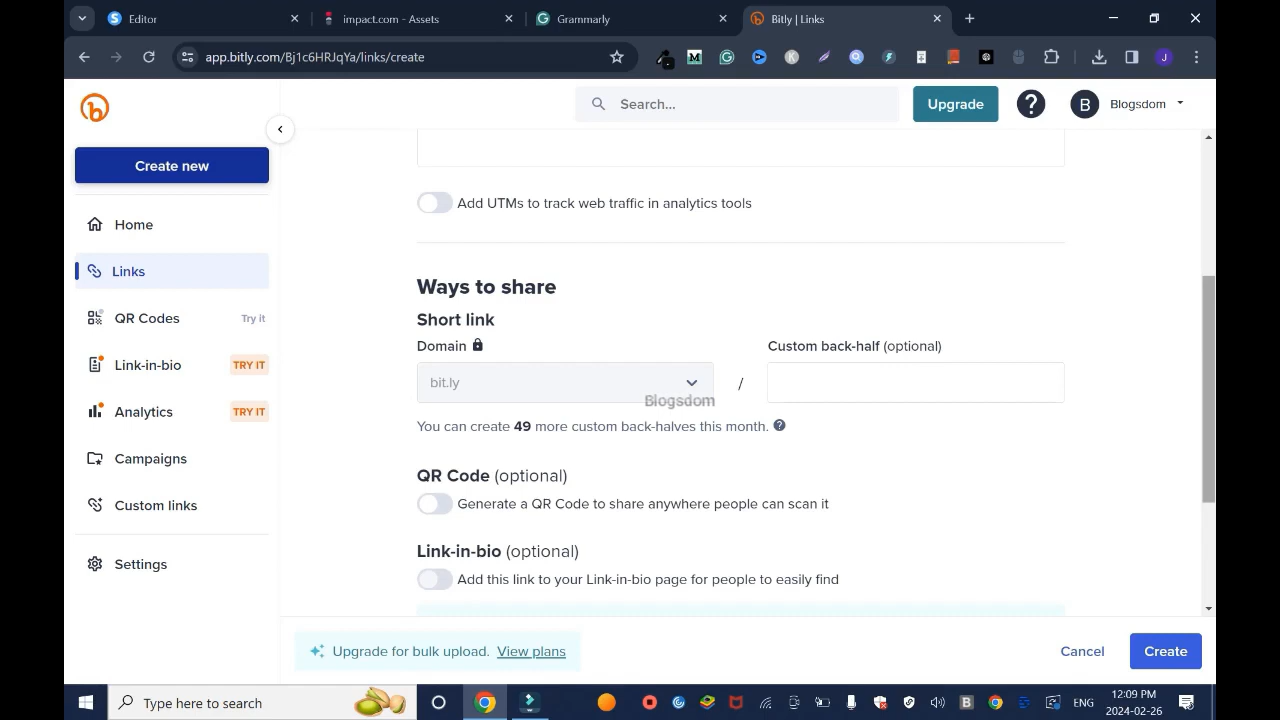 Editor
impact.com - Assets
Grammarly
Bitly | Links
app.bitly.com/Bj1c6HRJqYa/links/create
J
Search...
Upgrade
B
Blogsdom
Create new
Home
Links
QR Codes
Try it
Link-in-bio
TRY IT
Analytics
TRY IT
Campaigns
Custom links
Settings
Add UTMs to track web traffic in analytics tools
Ways to share
Short link
Domain
Custom back-half (optional)
bit.ly
/
Blogsdom
You can create 49 more custom back-halves this month.
QR Code (optional)
Generate a QR Code to share anywhere people can scan it
Link-in-bio (optional)
Add this link to your Link-in-bio page for people to easily find
Upgrade for bulk upload. View plans
Cancel
Create
Type here to search
ENG
12:09 PM
2024-02-26